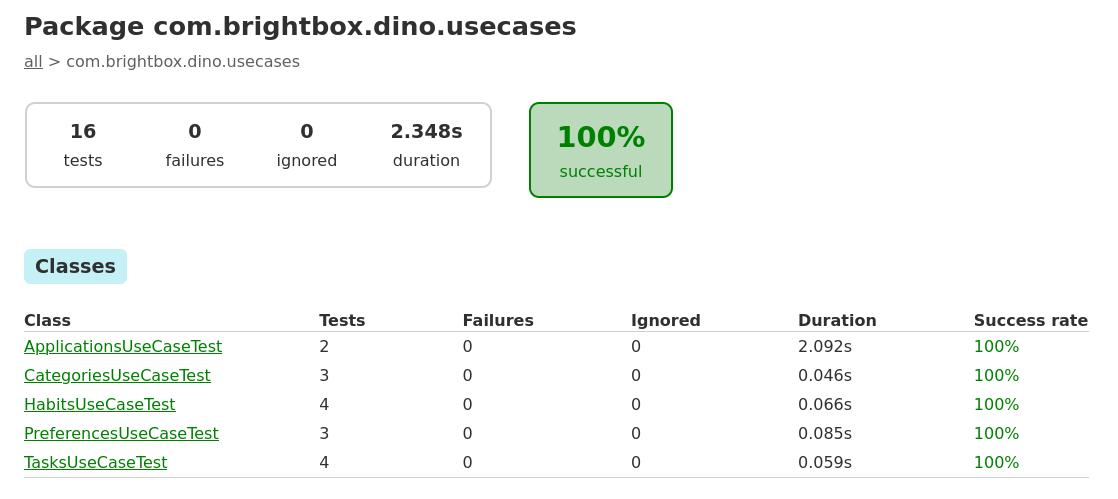 Package com.brightbox.dino.usecases
all > com.brightbox.dino.usecases
16 0 0 2.348s
tests failures ignored duration
100%
successful
Classes
Class Tests Failures Ignored Duration Success rate
ApplicationsUseCaseTest 2 0 0 2.092s 100%
CategoriesUseCaseTest 3 0 0 0.046s 100%
HabitsUseCaseTest 4 0 0 0.066s 100%
PreferencesUseCaseTest 3 0 0 0.085s 100%
TasksUseCaseTest 4 0 0 0.059s 100%